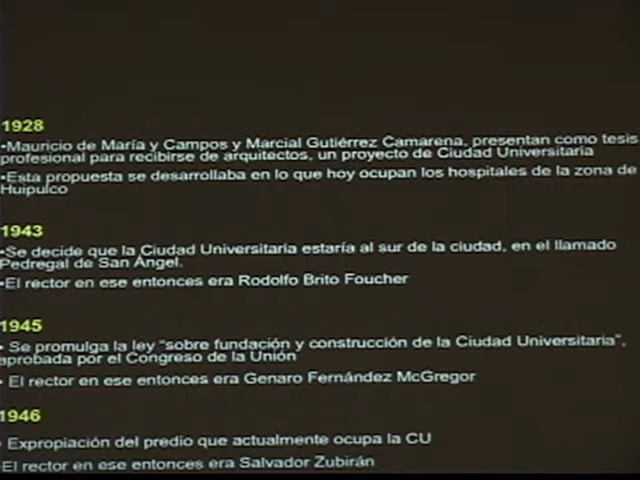 1928
•Mauricio de María y Campos y Marcial Gutiérrez Camarena, presentan como tesis
profesional para recibirse de arquitectos, un proyecto de Ciudad Universitaria
•Esta propuesta se desarrollaba en lo que hoy ocupan los hospitales de la zona de
Huipulco
1943
•Se decide que la Ciudad Universitaria estaría al sur de la ciudad, en el llamado
Pedregal de San Ángel.
•El rector en ese entonces era Rodolfo Brito Foucher
1945
• Se promulga la ley "sobre fundación y construcción de la Ciudad Universitaria",
aprobada por el Congreso de la Unión
• El rector en ese entonces era Genaro Fernández McGregor
1946
• Expropiación del predio que actualmente ocupa la CU
•El rector en ese entonces era Salvador Zubirán